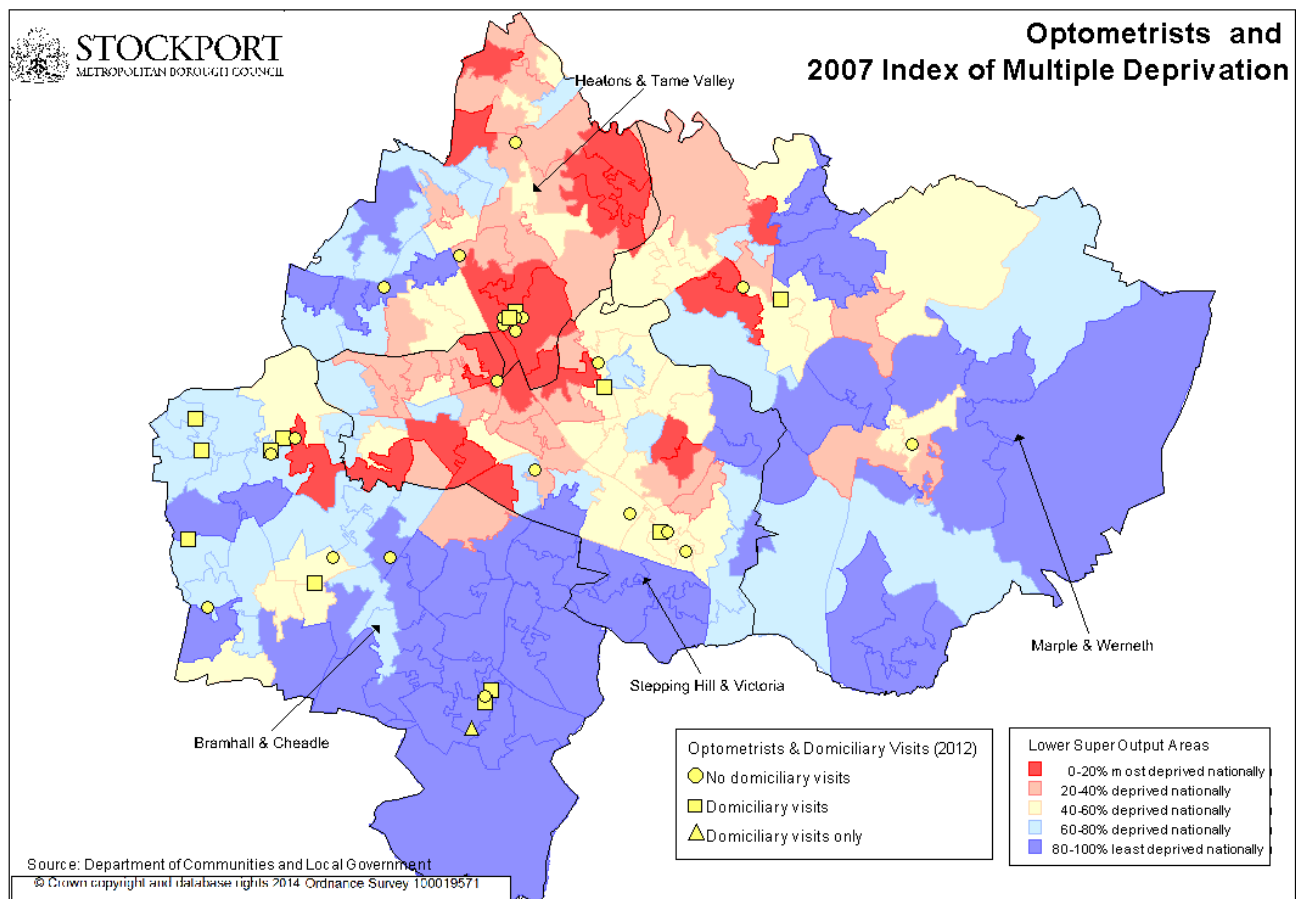 STOCKPORT
METROPOLITAN BOROUGH COUNCIL
Optometrists and
2007 Index of Multiple Deprivation
Heatons & Tame Valley
Marple & Werneth
Stepping Hill & Victoria
Bramhall & Cheadle
Optometrists & Domiciliary Visits (2012)
No domiciliary visits
Domiciliary visits
Domiciliary visits only
Lower Super Output Areas
0-20% most deprived nationally
20-40% deprived nationally
40-60% deprived nationally
60-80% deprived nationally
80-100% least deprived nationally
Source: Department of Communities and Local Government
© Crown copyright and database rights 2014 Ordnance Survey 100019571